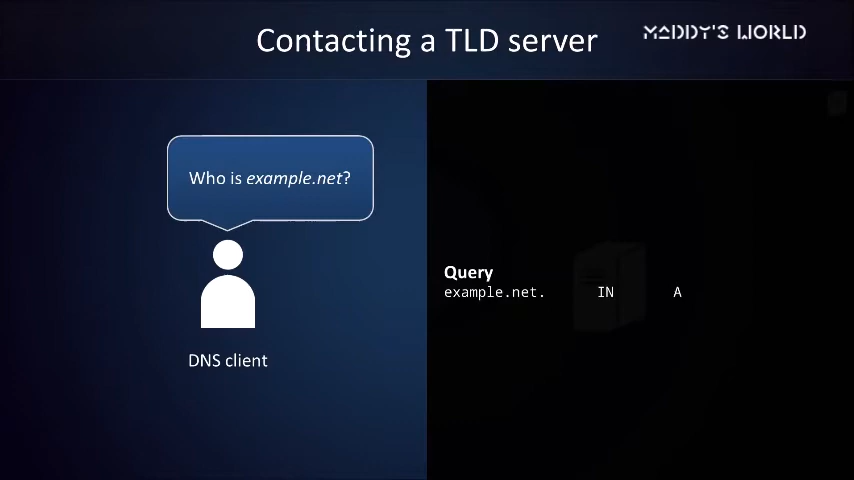 Contacting a TLD server
MADDY'S WORLD
Who is example.net?
DNS client
Query
example.net. IN A